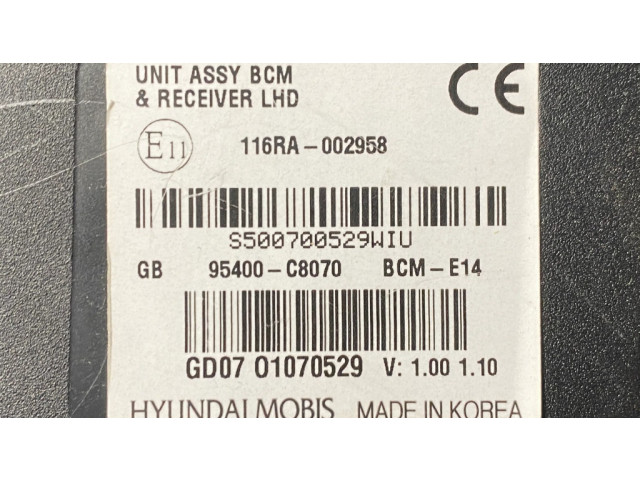 UNIT ASSY BCM
& RECEIVER LHD
CE
E11 116RA-002958
S500700529WIU
GB 95400-C8070 BCM-E14
GD07 O1070529 V: 1.00 1.10
HYUNDAI MOBIS MADE IN KOREA